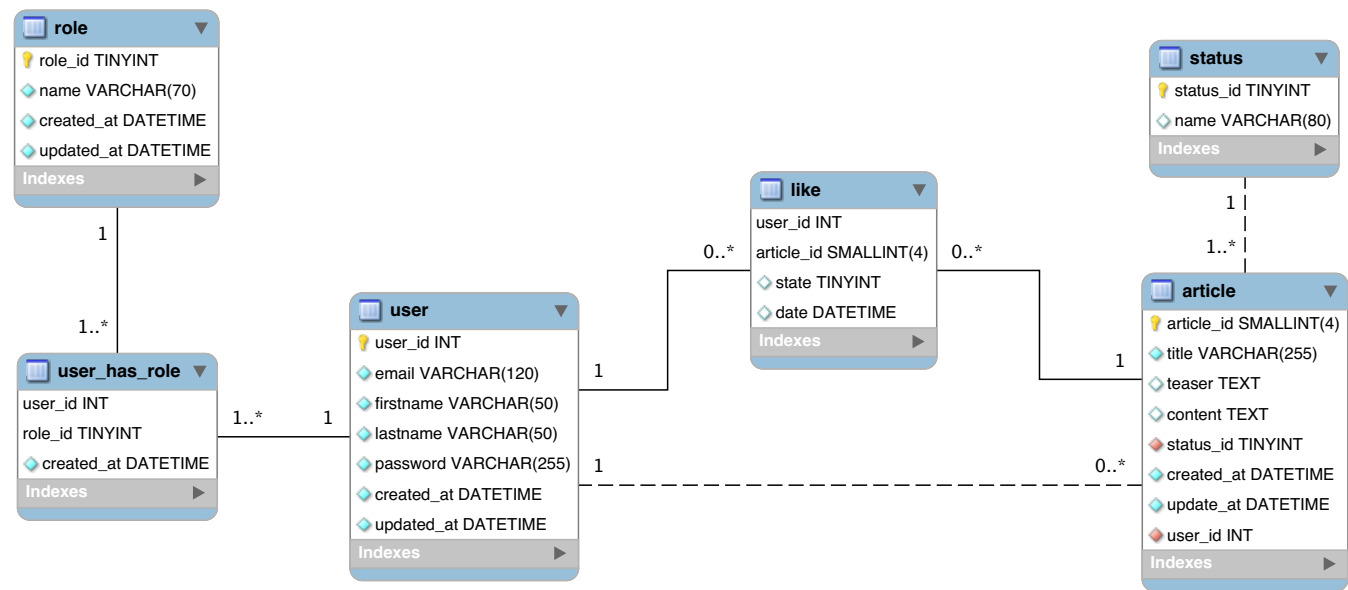 role
role_id TINYINT
name VARCHAR(70)
created_at DATETIME
updated_at DATETIME
Indexes
1
1..*
user_has_role
user_id INT
role_id TINYINT
created_at DATETIME
Indexes
1..*
1
user
user_id INT
email VARCHAR(120)
firstname VARCHAR(50)
lastname VARCHAR(50)
password VARCHAR(255)
created_at DATETIME
updated_at DATETIME
Indexes
1
0..*
like
user_id INT
article_id SMALLINT(4)
state TINYINT
date DATETIME
Indexes
0..*
1
1
0..*
status
status_id TINYINT
name VARCHAR(80)
Indexes
1
1..*
article
article_id SMALLINT(4)
title VARCHAR(255)
teaser TEXT
content TEXT
status_id TINYINT
created_at DATETIME
update_at DATETIME
user_id INT
Indexes